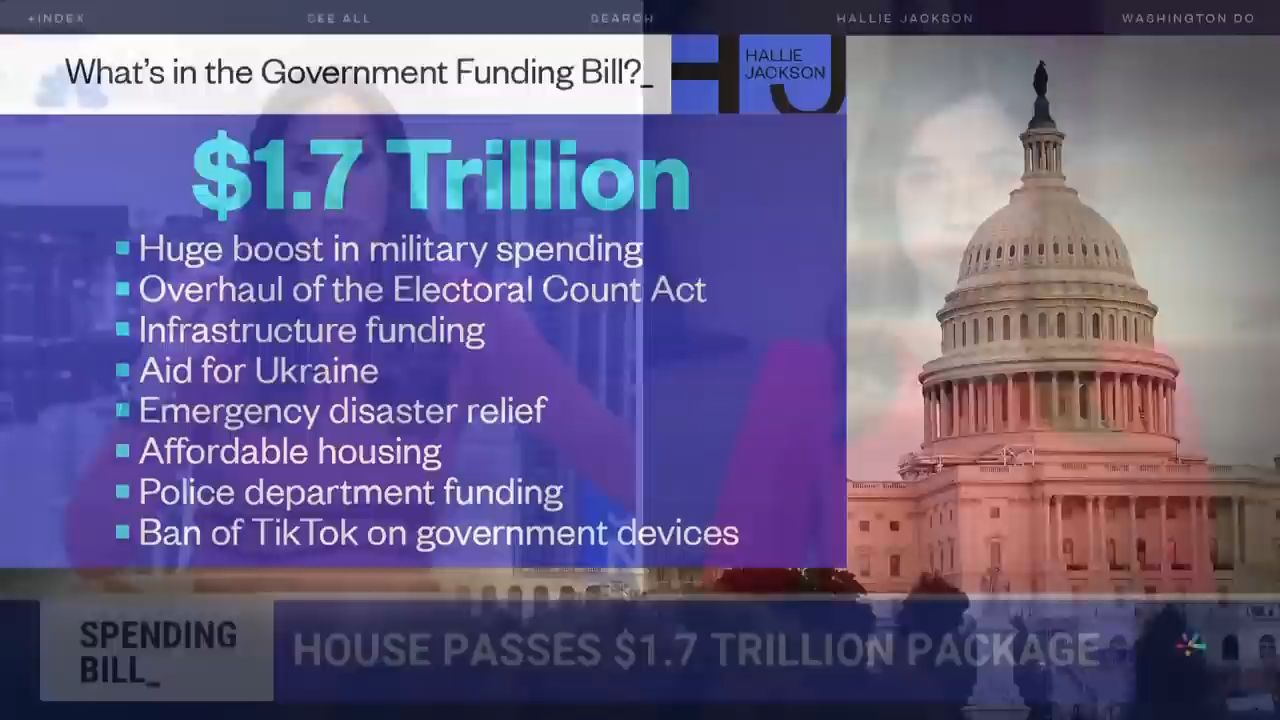 +INDEX
SEE ALL
SEARCH
HALLIE JACKSON
WASHINGTON DO
What's in the Government Funding Bill?_
HALLIE
JACKSON
HJ
$1.7 Trillion
Huge boost in military spending
Overhaul of the Electoral Count Act
Infrastructure funding
Aid for Ukraine
Emergency disaster relief
Affordable housing
Police department funding
Ban of TikTok on government devices
SPENDING
BILL_
HOUSE PASSES $1.7 TRILLION PACKAGE